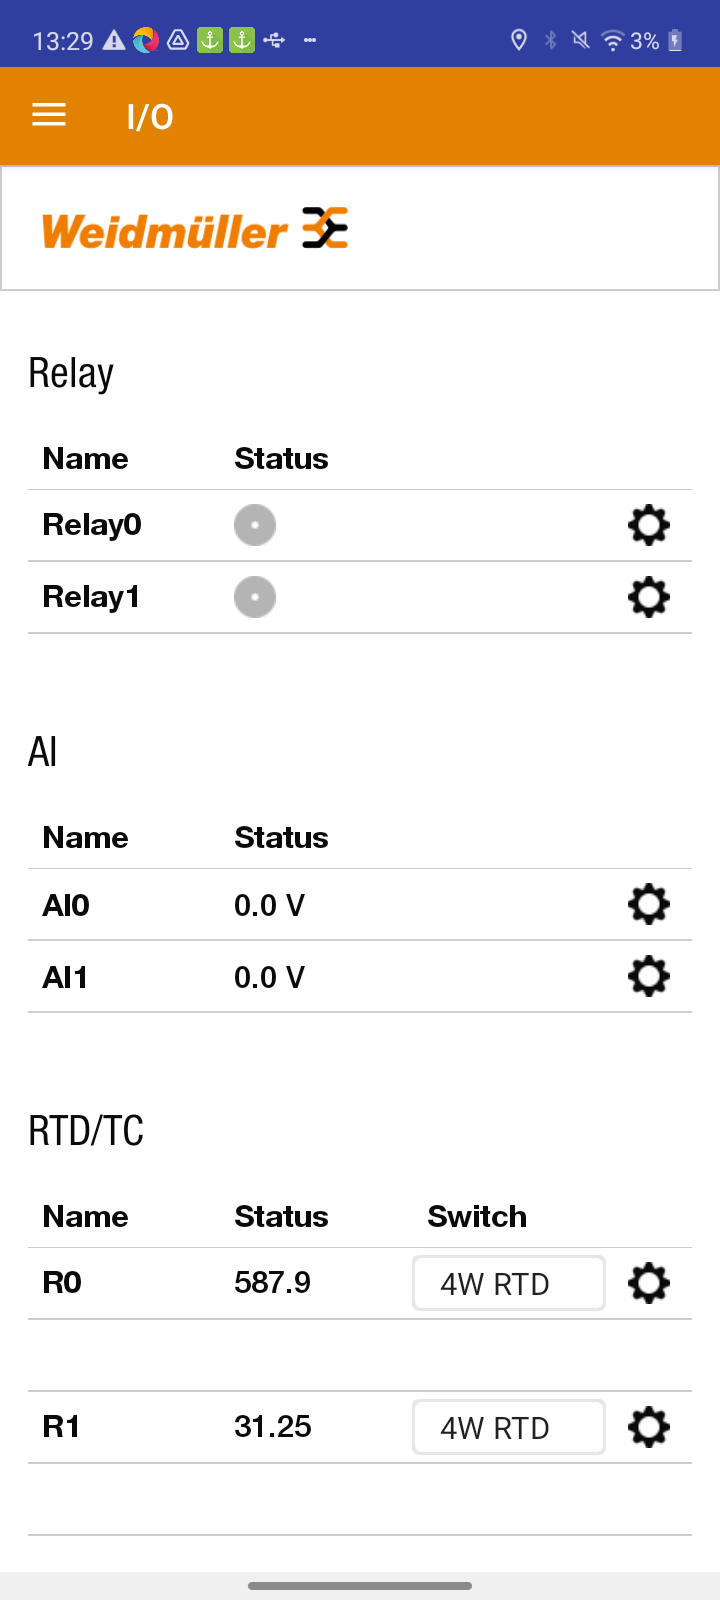 13:29 3%
I/O
Weidmüller
Relay
Name Status
Relay0
Relay1
AI
Name Status
AI0 0.0 V
AI1 0.0 V
RTD/TC
Name Status Switch
R0 587.9 4W RTD
R1 31.25 4W RTD